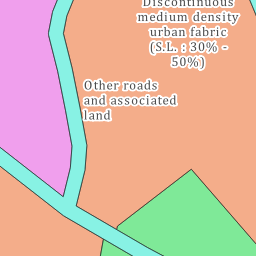 Discontinuous
medium density
urban fabric
(S.L. : 30% -
50%)
Other roads
and associated
land